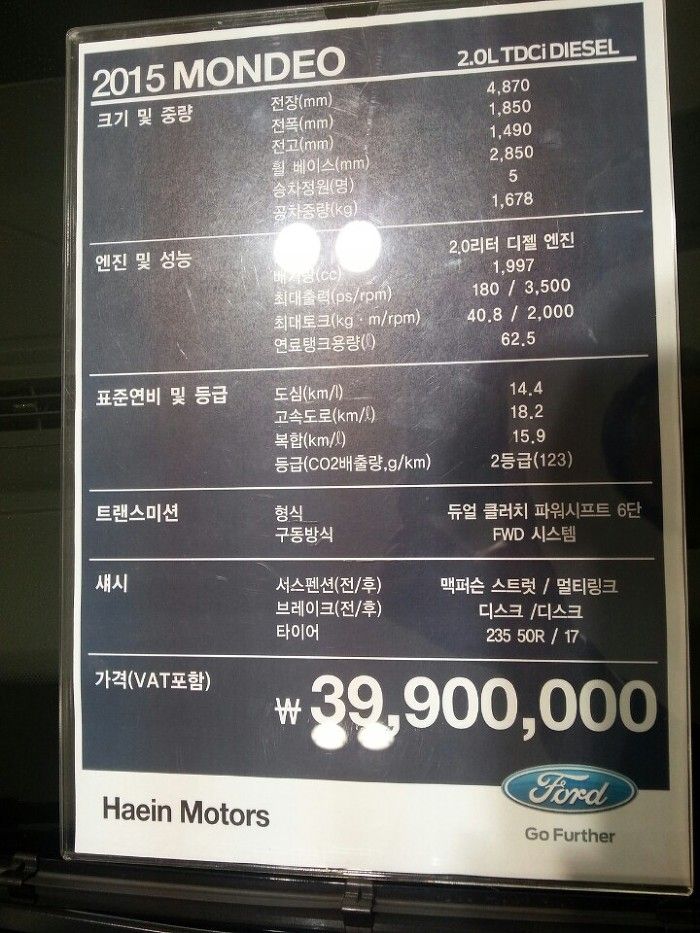 2015 MONDEO 2.0L TDCi DIESEL
크기 및 중량 전장(mm) 4,870
전폭(mm) 1,850
전고(mm) 1,490
휠 베이스(mm) 2,850
승차정원(명) 5
공차중량(kg) 1,678
엔진 및 성능 2.0리터 디젤 엔진
배기량(cc) 1,997
최대출력(ps/rpm) 180 / 3,500
최대토크(kg·m/rpm) 40.8 / 2,000
연료탱크용량(ℓ) 62.5
표준연비 및 등급 도심(km/l) 14.4
고속도로(km/ℓ) 18.2
복합(km/ℓ) 15.9
등급(CO2배출량,g/km) 2등급(123)
트랜스미션 형식 듀얼 클러치 파워시프트 6단
구동방식 FWD 시스템
섀시 서스펜션(전/후) 맥퍼슨 스트럿 / 멀티링크
브레이크(전/후) 디스크 /디스크
타이어 235 50R / 17
가격(VAT포함) ₩ 39,900,000
Haein Motors
Ford
Go Further